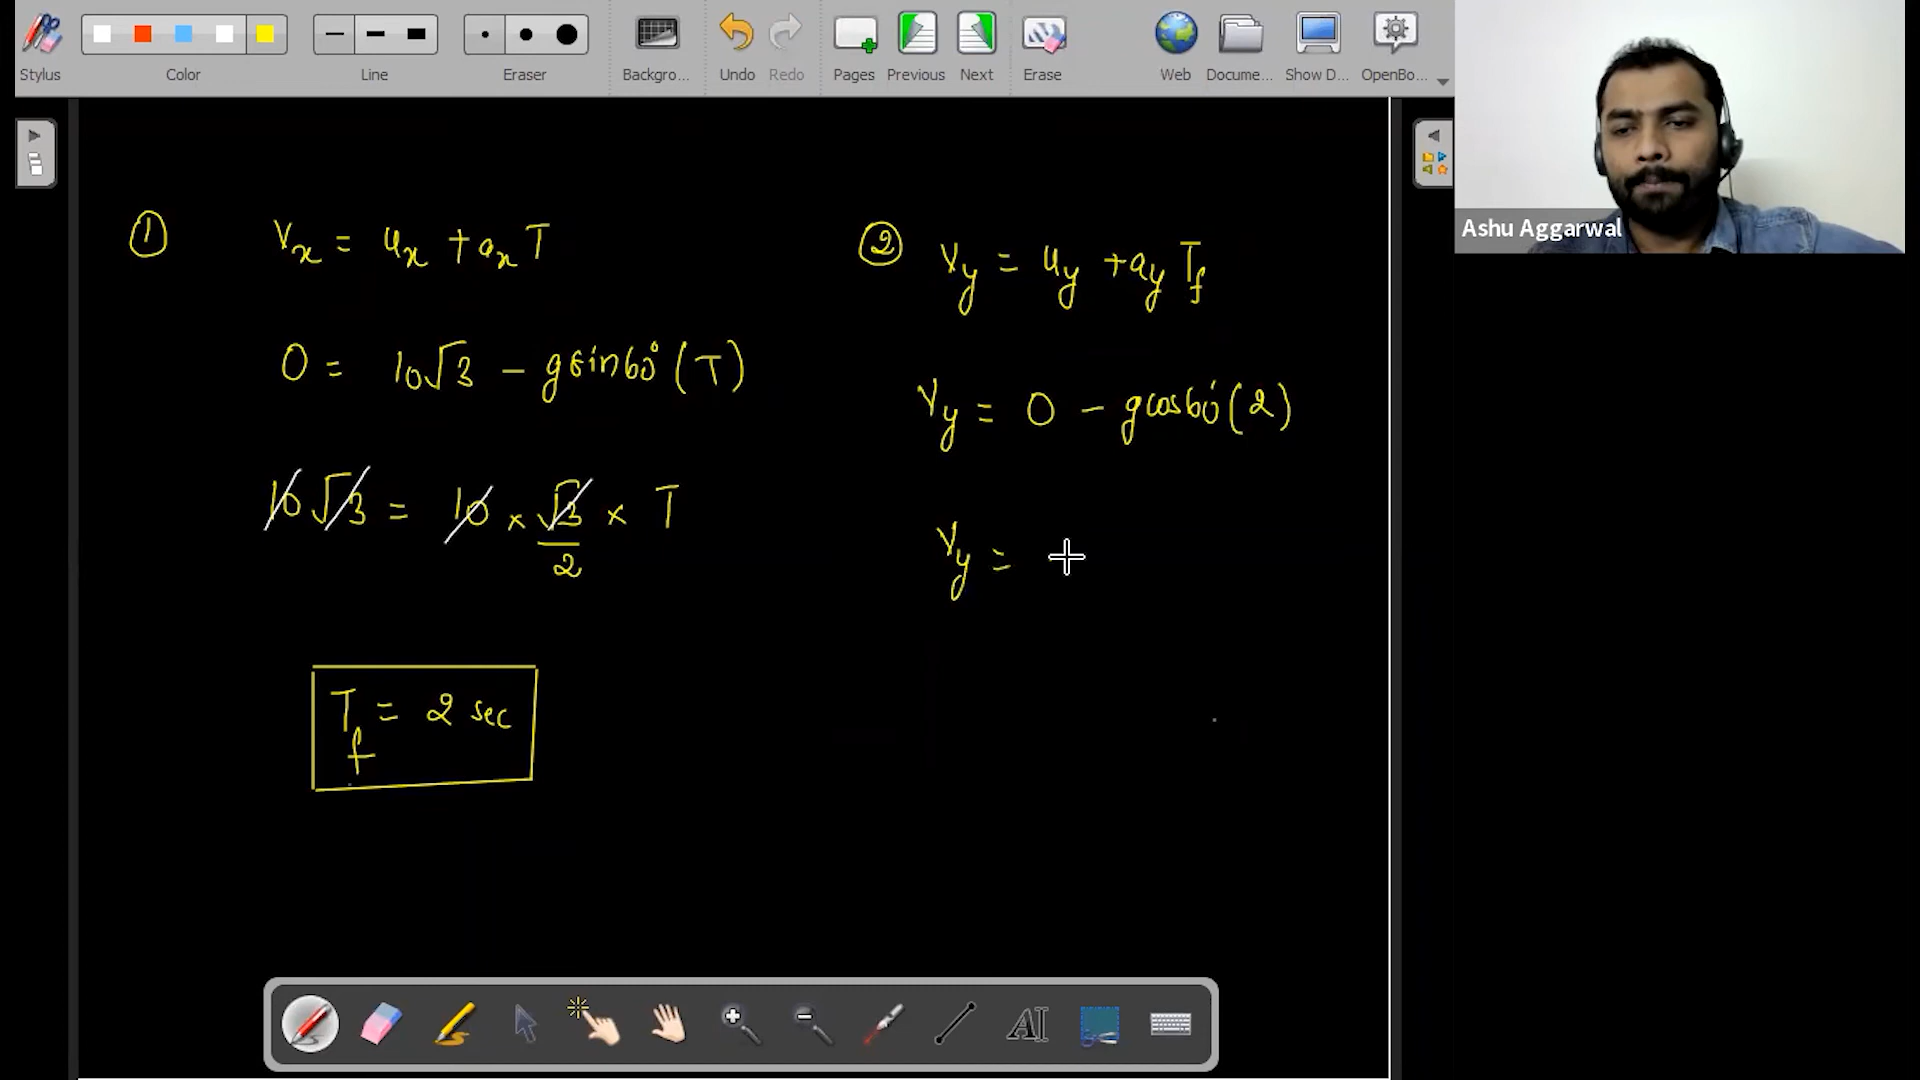 Stylus
Color
Line
Eraser
Backgro...
Undo
Redo
Pages
Previous
Next
Erase
Web
Docume...
Show D...
OpenBo...
Ashu Aggarwal
① Vx = ux + ax T
0 = 10√3 - g sin60° (T)
10√3 = 10 × √3/2 × T
Tf = 2 sec
② Vy = uy + ay Tf
Vy = 0 - g cos60° (2)
Vy =
AI